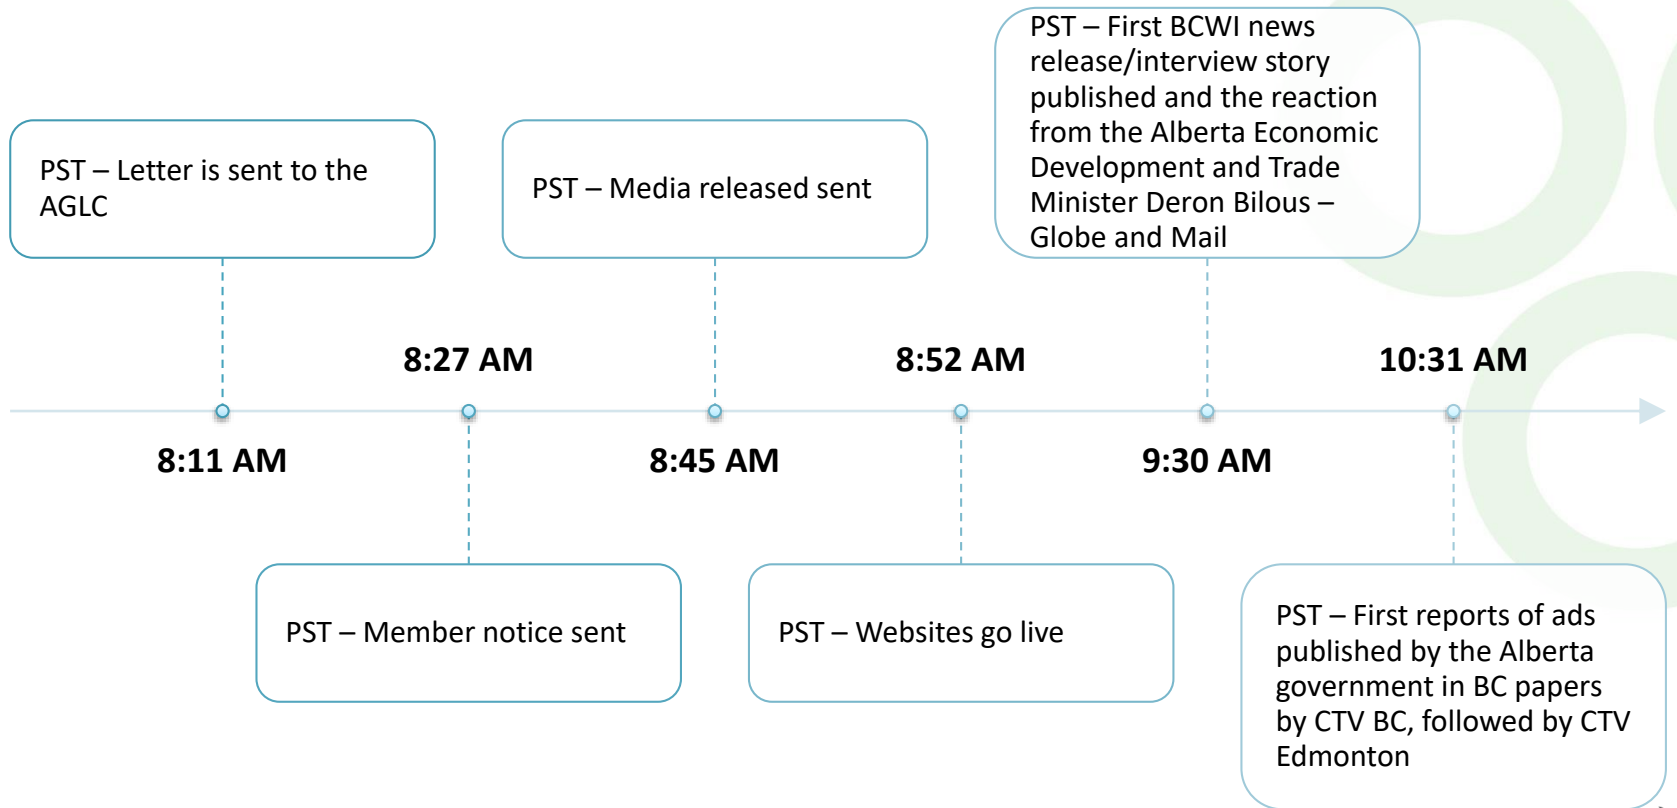 PST – Letter is sent to the
AGLC
8:11 AM
8:27 AM
PST – Member notice sent
PST – Media released sent
8:45 AM
8:52 AM
PST – Websites go live
PST – First BCWI news
release/interview story
published and the reaction
from the Alberta Economic
Development and Trade
Minister Deron Bilous –
Globe and Mail
9:30 AM
10:31 AM
PST – First reports of ads
published by the Alberta
government in BC papers
by CTV BC, followed by CTV
Edmonton